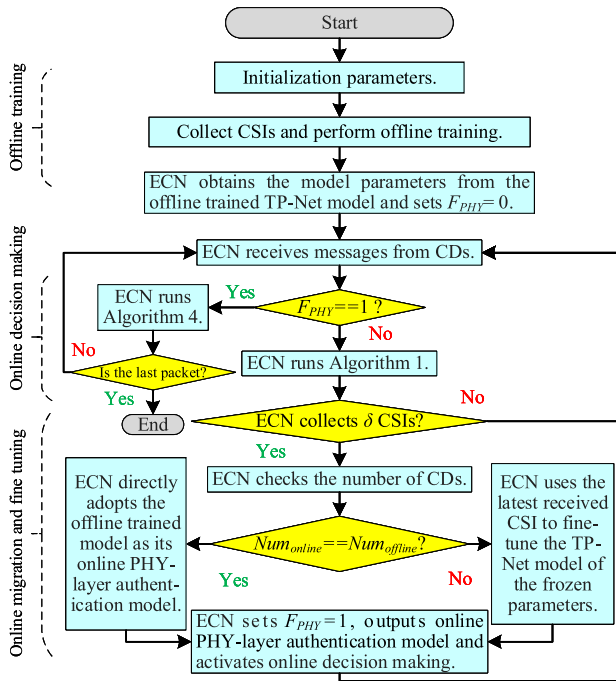 Start
Offline training
Initialization parameters.
Collect CSIs and perform offline training.
ECN obtains the model parameters from the
offline trained TP-Net model and sets F_PHY=0.
Online decision making
ECN receives messages from CDs.
F_PHY==1 ?
Yes
No
ECN runs
Algorithm 4.
Is the last packet?
No
Yes
End
ECN runs Algorithm 1.
Online migration and fine tuning
ECN collects δ CSIs?
No
Yes
ECN checks the number of CDs.
Num_online==Num_offline?
Yes
No
ECN directly
adopts the
offline trained
model as its
online PHY-
layer authent-
ication model.
ECN uses the
latest received
CSI to fine-
tune the TP-
Net model of
the frozen
parameters.
ECN sets F_PHY=1, outputs online
PHY-layer authentication model and
activates online decision making.